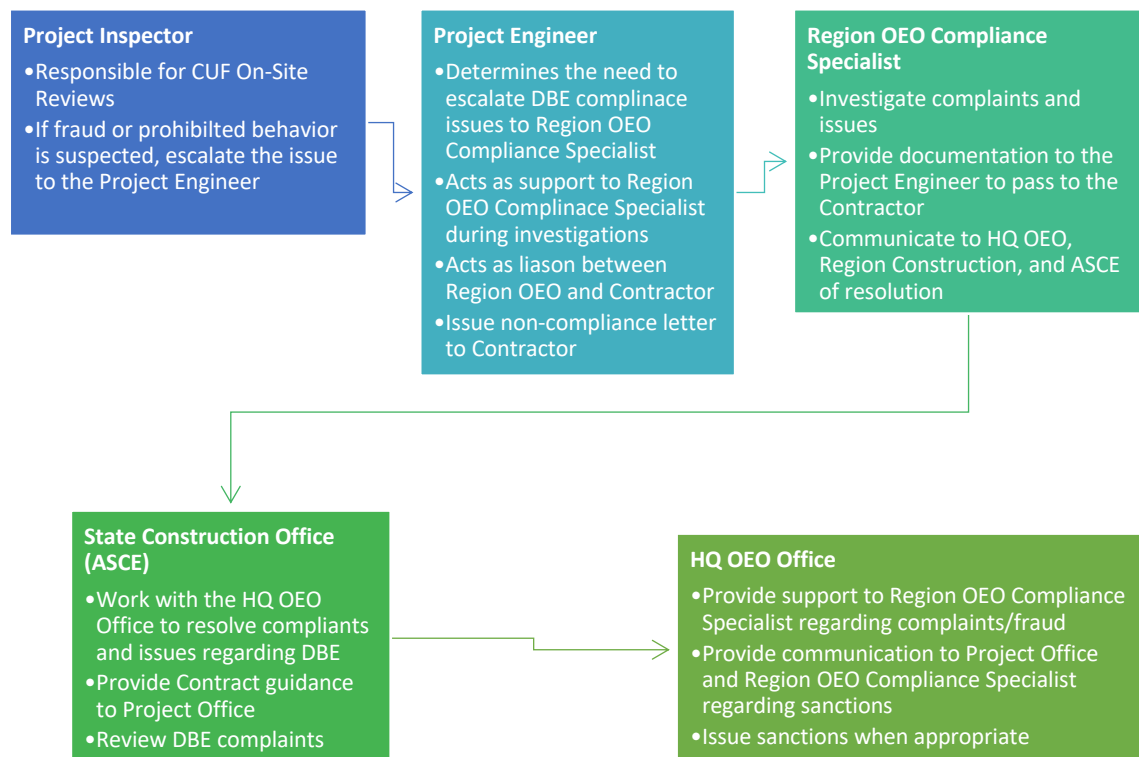 Project Inspector
•Responsible for CUF On-Site
Reviews
•If fraud or prohibilted behavior
is suspected, escalate the issue
to the Project Engineer
Project Engineer
•Determines the need to
escalate DBE complinace
issues to Region OEO
Compliance Specialist
•Acts as support to Region
OEO Complinace Specialist
during investigations
•Acts as liason between
Region OEO and Contractor
•Issue non-compliance letter
to Contractor
Region OEO Compliance
Specialist
•Investigate complaints and
issues
•Provide documentation to the
Project Engineer to pass to the
Contractor
•Communicate to HQ OEO,
Region Construction, and ASCE
of resolution
State Construction Office
(ASCE)
•Work with the HQ OEO
Office to resolve compliants
and issues regarding DBE
•Provide Contract guidance
to Project Office
•Review DBE complaints
HQ OEO Office
•Provide support to Region OEO Compliance
Specialist regarding complaints/fraud
•Provide communication to Project Office
and Region OEO Compliance Specialist
regarding sanctions
•Issue sanctions when appropriate